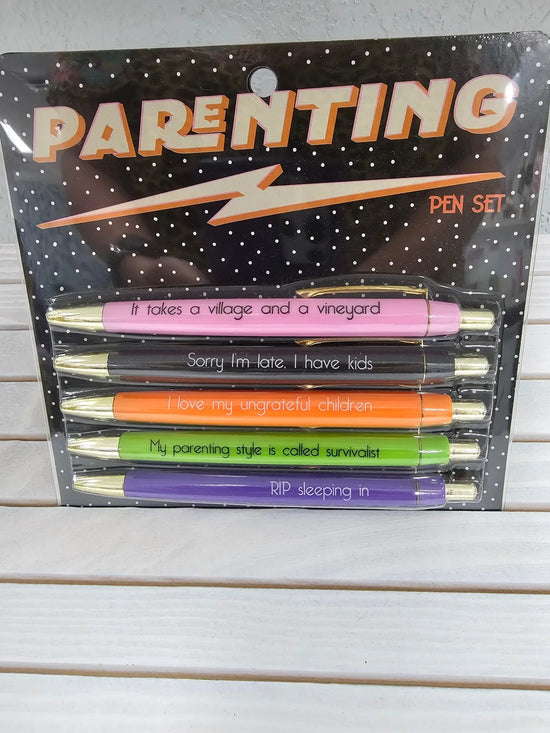 PARENTING
PEN SET
It takes a village and a vineyard
Sorry I'm late, I have kids
I love my ungrateful children
My parenting style is called survivalist
RIP sleeping in